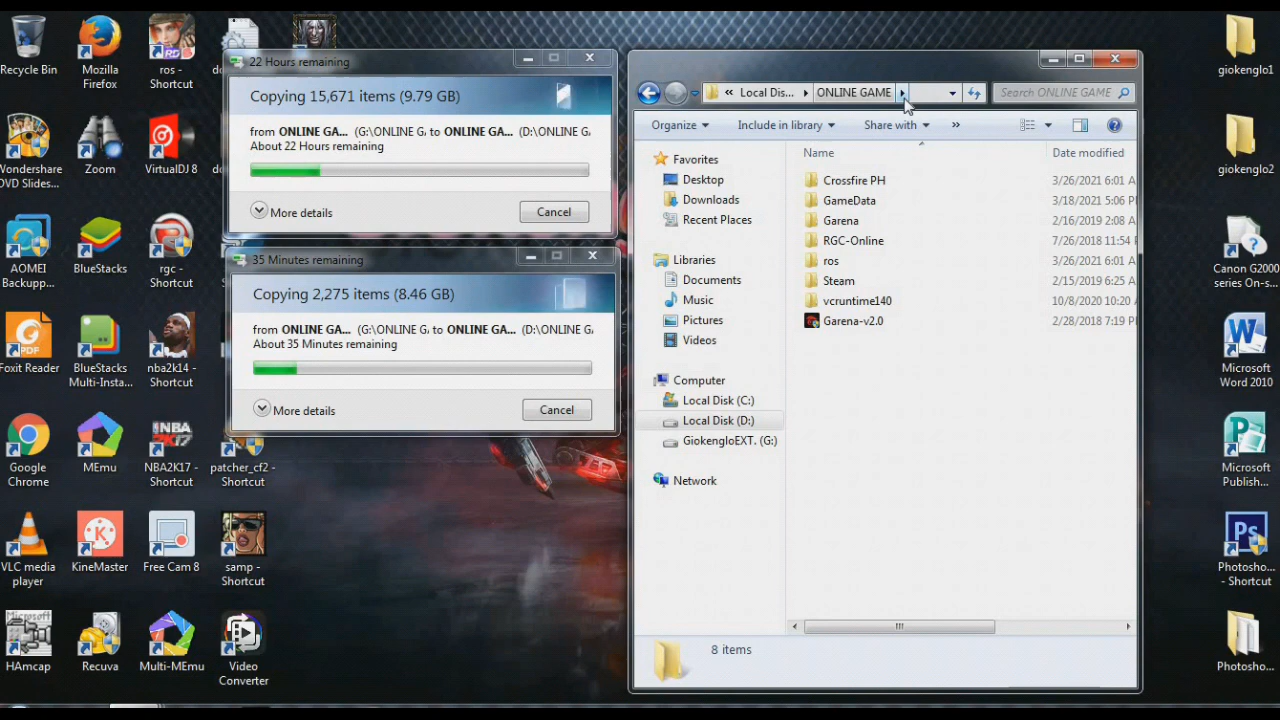 Recycle Bin
Mozilla
Firefox
ros -
Shortcut
Wondershare
DVD Slides...
Zoom
VirtualDJ 8
AOMEI
Backupp...
BlueStacks
rgc -
Shortcut
Foxit Reader
BlueStacks
Multi-Insta...
nba2k14 -
Shortcut
Google
Chrome
MEmu
NBA2K17 -
Shortcut
patcher_cf2 -
Shortcut
VLC media
player
KineMaster
Free Cam 8
samp -
Shortcut
HAmcap
Recuva
Multi-MEmu
Video
Converter
22 Hours remaining
Copying 15,671 items (9.79 GB)
from ONLINE GA... (G:\ONLINE G. to ONLINE GA... (D:\ONLINE G.
About 22 Hours remaining
More details
Cancel
35 Minutes remaining
Copying 2,275 items (8.46 GB)
from ONLINE GA... (G:\ONLINE G. to ONLINE GA... (D:\ONLINE G.
About 35 Minutes remaining
More details
Cancel
« Local Dis... ONLINE GAME
Search ONLINE GAME
Organize Include in library Share with »
Favorites
Desktop
Downloads
Recent Places
Libraries
Documents
Music
Pictures
Videos
Computer
Local Disk (C:)
Local Disk (D:)
GiokengloEXT. (G:)
Network
Name Date modified
Crossfire PH 3/26/2021 6:01 A
GameData 3/18/2021 5:06 P
Garena 2/16/2019 2:08
RGC-Online 7/26/2018 11:54
ros 3/26/2021 6:01 A
Steam 2/15/2019 6:25
vcruntime140 10/8/2020 10:20
Garena-v2.0 2/28/2018 7:19 P
8 items
giokenglo1
giokenglo2
Canon G2000
series On-s...
Microsoft
Word 2010
Microsoft
Publish...
Photosho...
- Shortcut
Photosho...